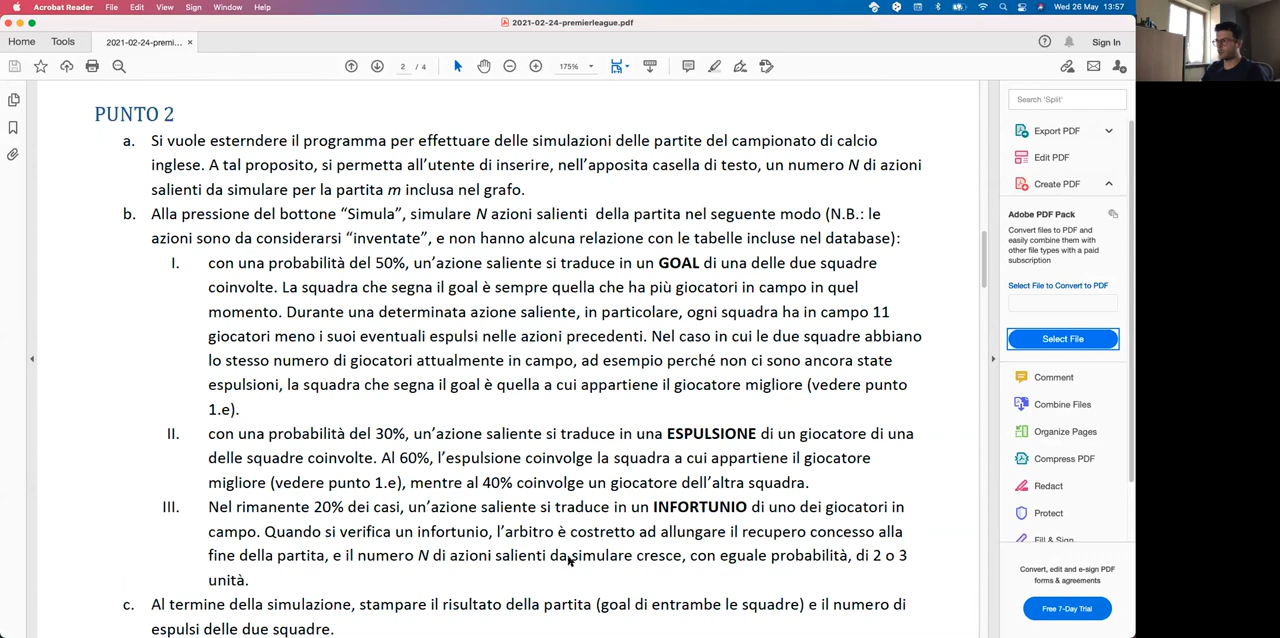 Acrobat Reader File Edit View Sign Window Help Wed 26 May 13:57
2021-02-24-premierleague.pdf
Home Tools 2021-02-24-premi... × Sign In
2 / 4 175%
PUNTO 2
a. Si vuole esterndere il programma per effettuare delle simulazioni delle partite del campionato di calcio
inglese. A tal proposito, si permetta all'utente di inserire, nell'apposita casella di testo, un numero N di azioni
salienti da simulare per la partita m inclusa nel grafo.
b. Alla pressione del bottone "Simula", simulare N azioni salienti della partita nel seguente modo (N.B.: le
azioni sono da considerarsi "inventate", e non hanno alcuna relazione con le tabelle incluse nel database):
I. con una probabilità del 50%, un'azione saliente si traduce in un GOAL di una delle due squadre
coinvolte. La squadra che segna il goal è sempre quella che ha più giocatori in campo in quel
momento. Durante una determinata azione saliente, in particolare, ogni squadra ha in campo 11
giocatori meno i suoi eventuali espulsi nelle azioni precedenti. Nel caso in cui le due squadre abbiano
lo stesso numero di giocatori attualmente in campo, ad esempio perché non ci sono ancora state
espulsioni, la squadra che segna il goal è quella a cui appartiene il giocatore migliore (vedere punto
1.e).
II. con una probabilità del 30%, un'azione saliente si traduce in una ESPULSIONE di un giocatore di una
delle squadre coinvolte. Al 60%, l'espulsione coinvolge la squadra a cui appartiene il giocatore
migliore (vedere punto 1.e), mentre al 40% coinvolge un giocatore dell'altra squadra.
III. Nel rimanente 20% dei casi, un'azione saliente si traduce in un INFORTUNIO di uno dei giocatori in
campo. Quando si verifica un infortunio, l'arbitro è costretto ad allungare il recupero concesso alla
fine della partita, e il numero N di azioni salienti da simulare cresce, con eguale probabilità, di 2 o 3
unità.
c. Al termine della simulazione, stampare il risultato della partita (goal di entrambe le squadre) e il numero di
espulsi delle due squadre.
Search 'Split'
Export PDF
Edit PDF
Create PDF
Adobe PDF Pack
Convert files to PDF and
easily combine them with
other file types with a paid
subscription
Select File to Convert to PDF
Select File
Comment
Combine Files
Organize Pages
Compress PDF
Redact
Protect
Fill & Sign
Convert, edit and e-sign PDF
forms & agreements
Free 7-Day Trial